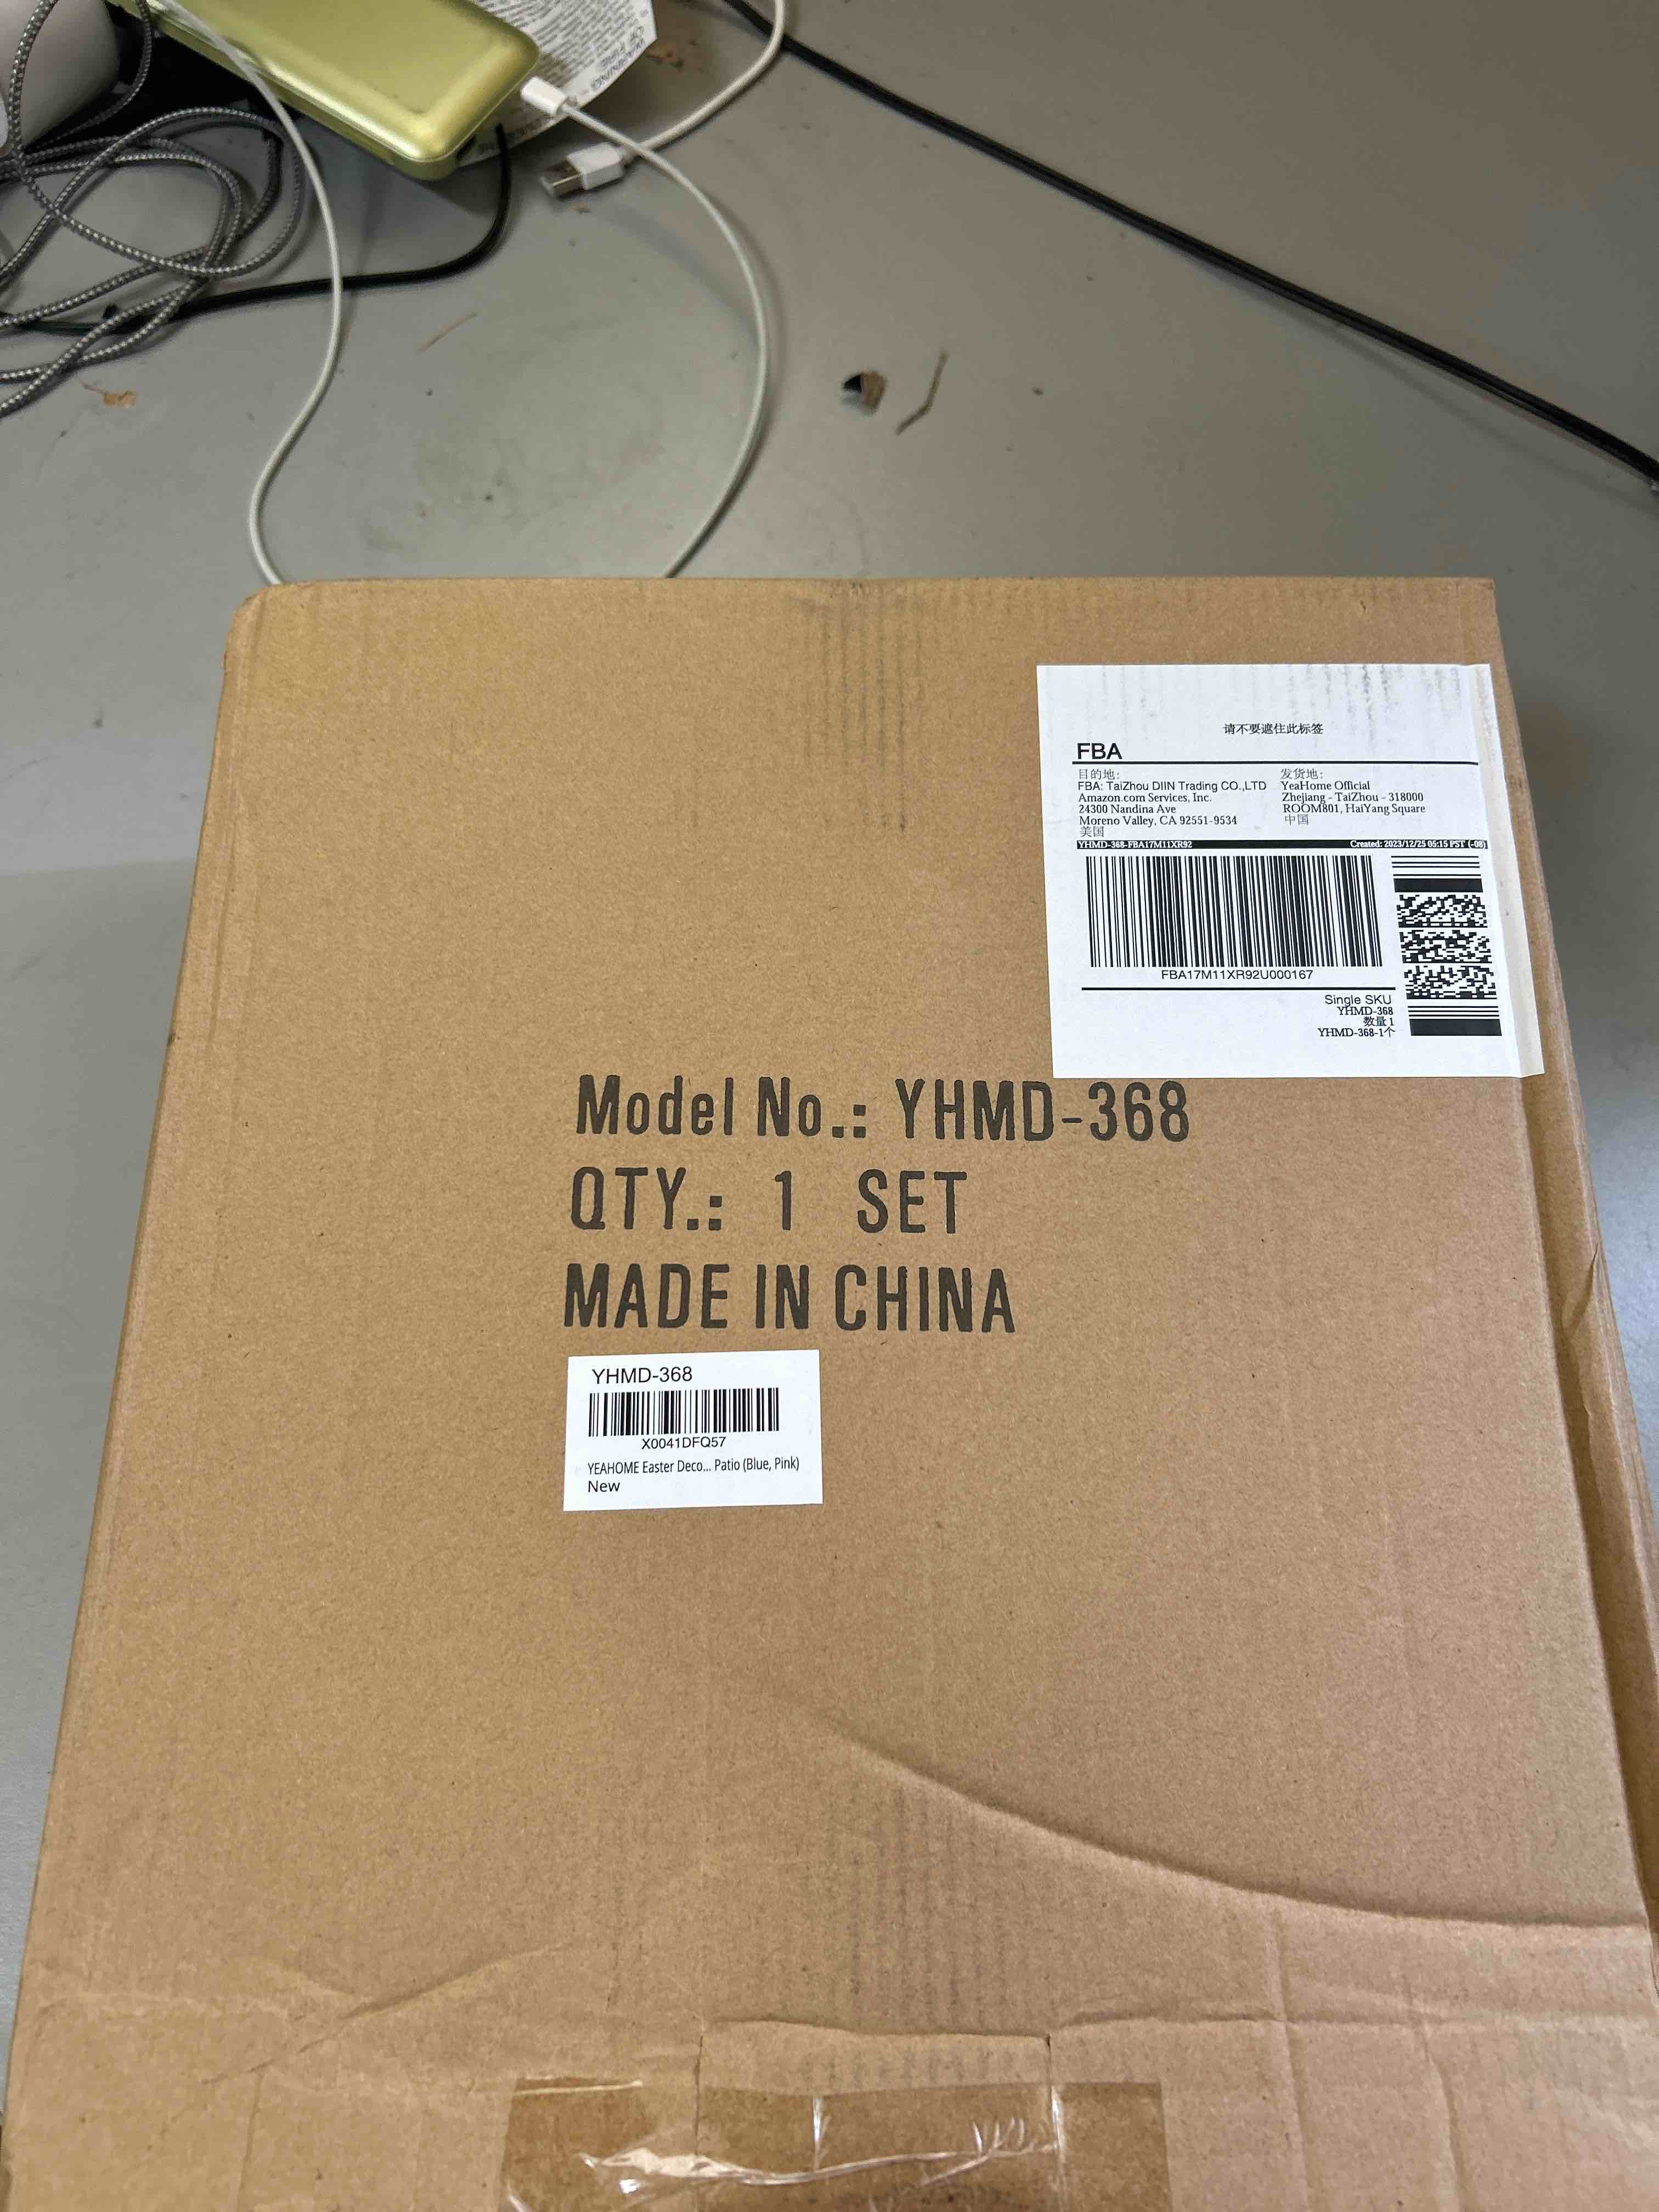 WARNING
OF FIRE
请不要遮住此标签
FBA
目的地:
FBA: TaiZhou DIIN Trading CO.,LTD
Amazon.com Services, Inc.
24300 Nandina Ave
Moreno Valley, CA 92551-9534
美国
发货地:
YeaHome Official
Zhejiang - TaiZhou - 318000
ROOM801, HaiYang Square
中国
YHMD-368-FBA17M11XR92 Created: 2023/12/25 05:15 PST (-08)
FBA17M11XR92U000167
Single SKU
YHMD-368
数量 1
YHMD-368-1个
Model No.: YHMD-368
QTY.: 1 SET
MADE IN CHINA
YHMD-368
X0041DFQ57
YEAHOME Easter Deco... Patio (Blue, Pink)
New